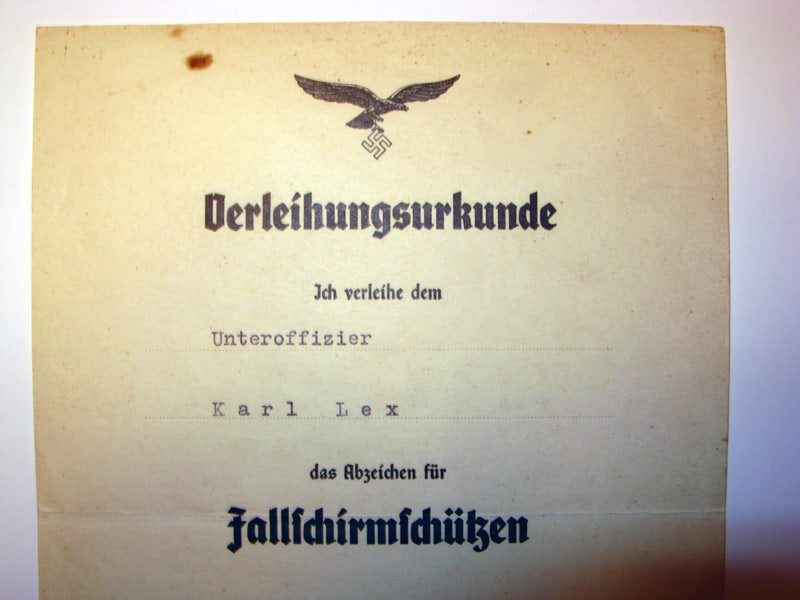 Verleihungsurkunde
Ich verleihe dem
Unteroffizier
Karl Lex
das Abzeichen für
Fallschirmschützen